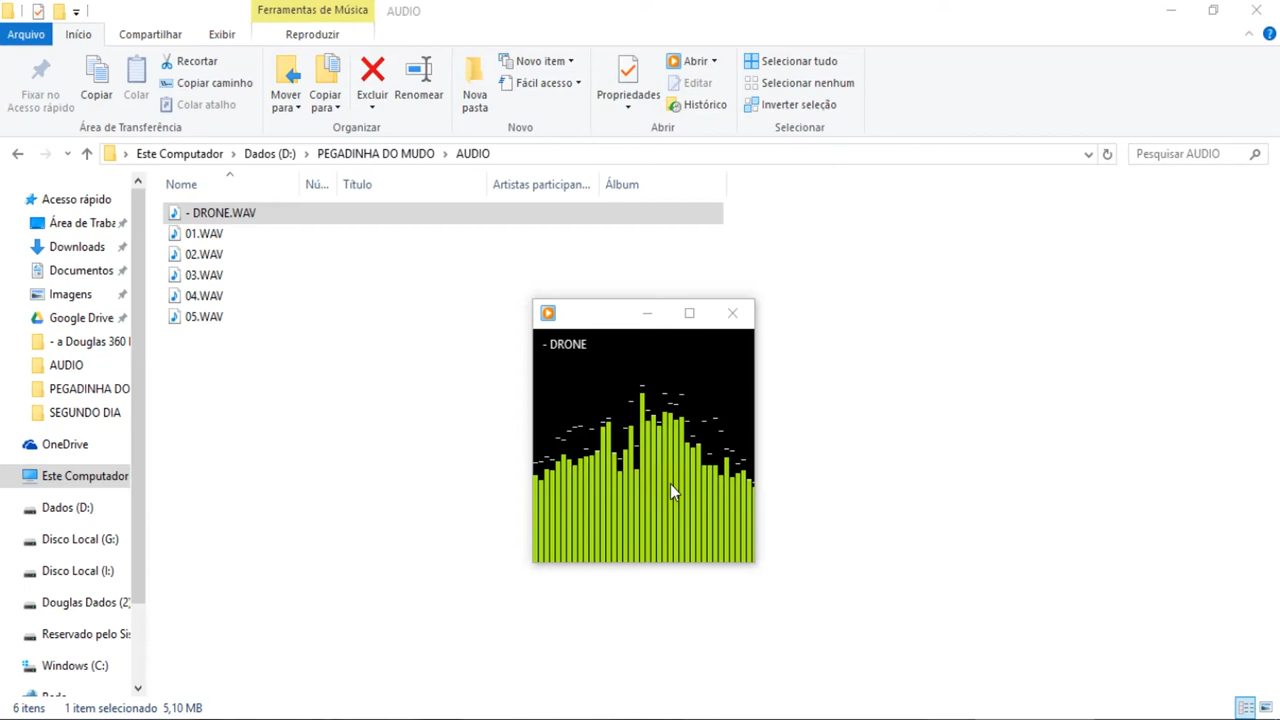 Ferramentas de Música AUDIO
Arquivo Início Compartilhar Exibir Reproduzir
Fixar no Acesso rápido
Copiar
Colar
Recortar
Copiar caminho
Colar atalho
Área de Transferência
Mover para
Copiar para
Excluir
Renomear
Organizar
Nova pasta
Novo item
Fácil acesso
Novo
Propriedades
Abrir
Editar
Histórico
Abrir
Selecionar tudo
Selecionar nenhum
Inverter seleção
Selecionar
Este Computador Dados (D:) PEGADINHA DO MUDO AUDIO
Pesquisar AUDIO
Nome Nú... Título Artistas participan... Álbum
Acesso rápido
Área de Traba
Downloads
Documentos
Imagens
Google Drive
- a Douglas 360
AUDIO
PEGADINHA DO
SEGUNDO DIA
OneDrive
Este Computador
Dados (D:)
Disco Local (G:)
Disco Local (I:)
Douglas Dados (2)
Reservado pelo Sis
Windows (C:)
- DRONE.WAV
01.WAV
02.WAV
03.WAV
04.WAV
05.WAV
- DRONE
6 itens 1 item selecionado 5,10 MB